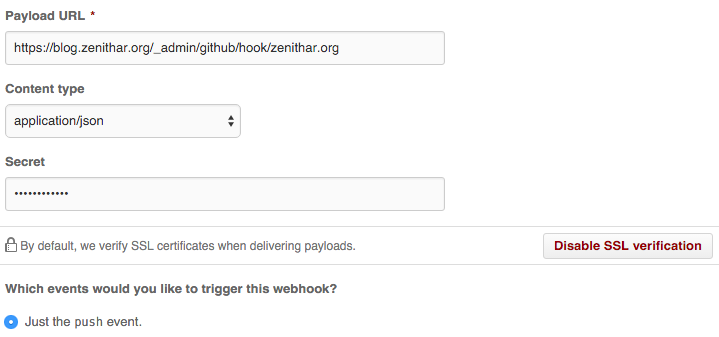 Payload URL *
https://blog.zenithar.org/_admin/github/hook/zenithar.org
Content type
application/json
Secret
••••••••••••
By default, we verify SSL certificates when delivering payloads.
Disable SSL verification
Which events would you like to trigger this webhook?
Just the push event.